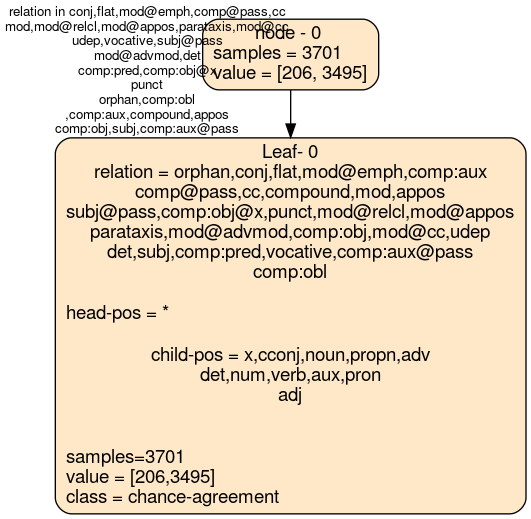 relation in conj,flat,mod@emph,comp@pass,cc
mod,mod@relcl,mod@appos,parataxis,mod@cc
udep,vocative,subj@pass
mod@advmod,det
comp:pred,comp:obj@x
punct
orphan,comp:obl
,comp:aux,compound,appos
comp:obj,subj,comp:aux@pass
node - 0
samples = 3701
value = [206, 3495]
Leaf- 0
relation = orphan,conj,flat,mod@emph,comp:aux
comp@pass,cc,compound,mod,appos
subj@pass,comp:obj@x,punct,mod@relcl,mod@appos
parataxis,mod@advmod,comp:obj,mod@cc,udep
det,subj,comp:pred,vocative,comp:aux@pass
comp:obl
head-pos = *
child-pos = x,cconj,noun,propn,adv
det,num,verb,aux,pron
adj
samples=3701
value = [206,3495]
class = chance-agreement